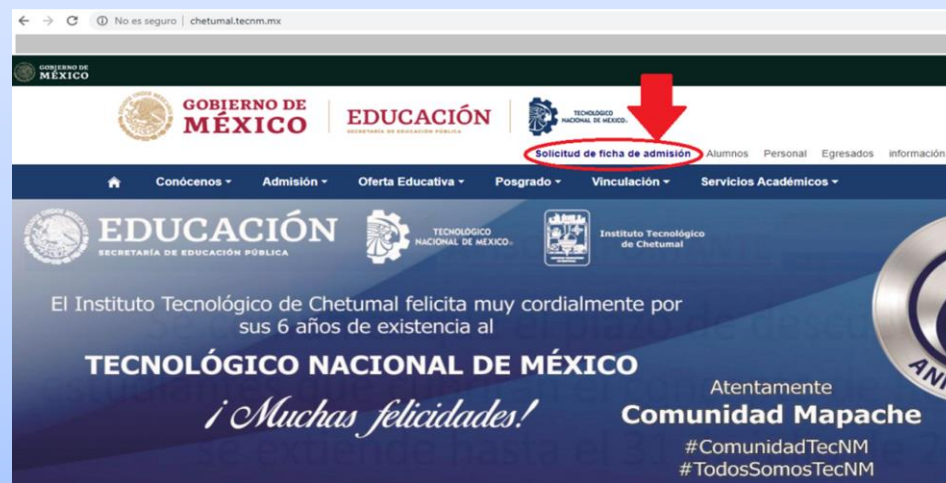 No es seguro | chetumal.tecnm.mx
GOBIERNO DE
MÉXICO
GOBIERNO DE
MÉXICO
EDUCACIÓN
SECRETARÍA DE EDUCACIÓN PÚBLICA
TECNOLÓGICO
NACIONAL DE MÉXICO®
Solicitud de ficha de admisión Alumnos Personal Egresados información
Conócenos Admisión Oferta Educativa Posgrado Vinculación Servicios Académicos
EDUCACIÓN
SECRETARÍA DE EDUCACIÓN PÚBLICA
TECNOLÓGICO
NACIONAL DE MÉXICO®
Instituto Tecnológico
de Chetumal
El Instituto Tecnológico de Chetumal felicita muy cordialmente por
sus 6 años de existencia al
TECNOLÓGICO NACIONAL DE MÉXICO
¡Muchas felicidades!
Atentamente
Comunidad Mapache
#ComunidadTecNM
#TodosSomosTecNM